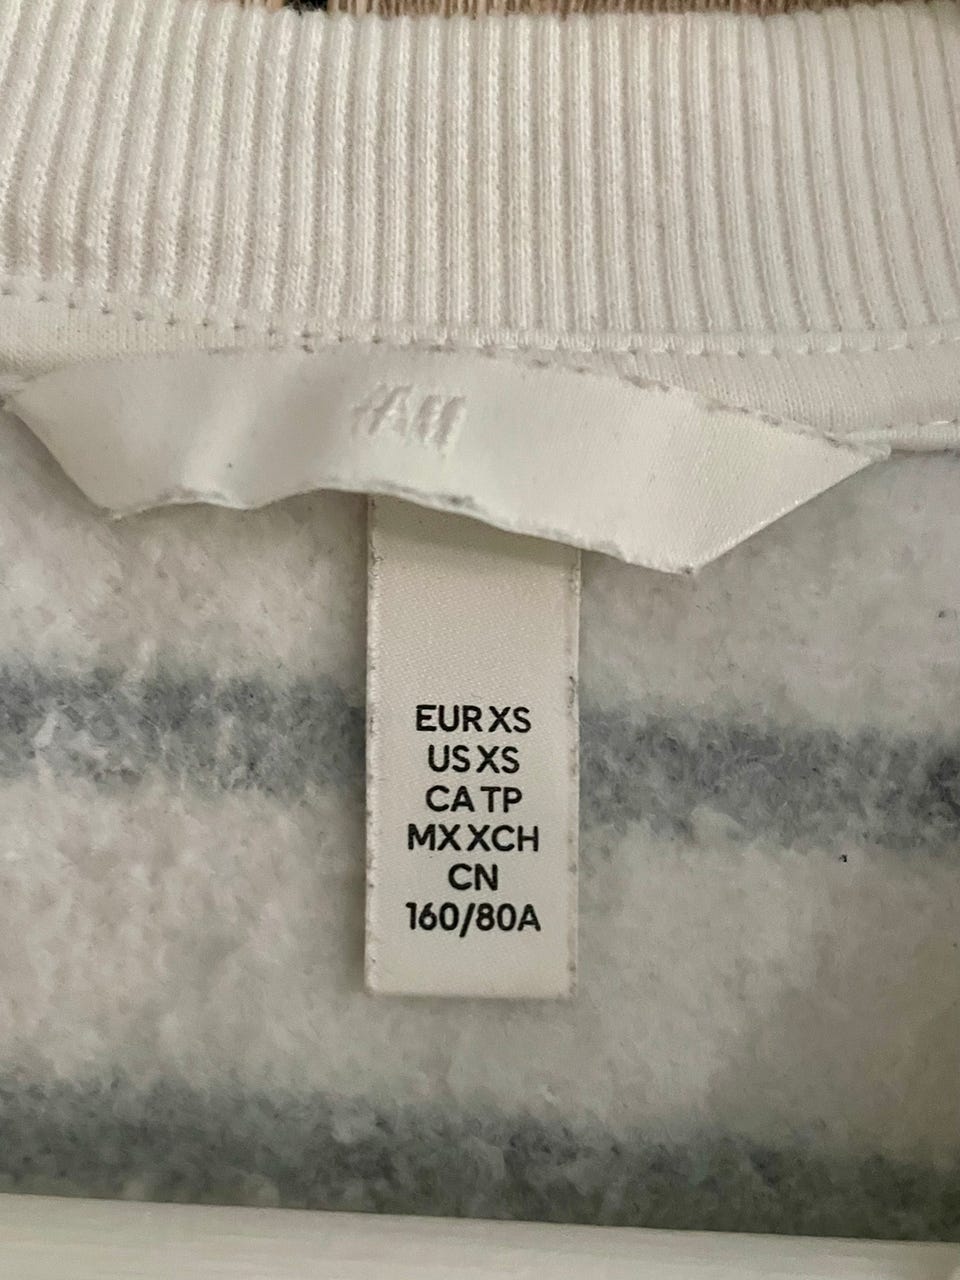 H&M
EUR XS
US XS
CA TP
MX XCH
CN
160/80A